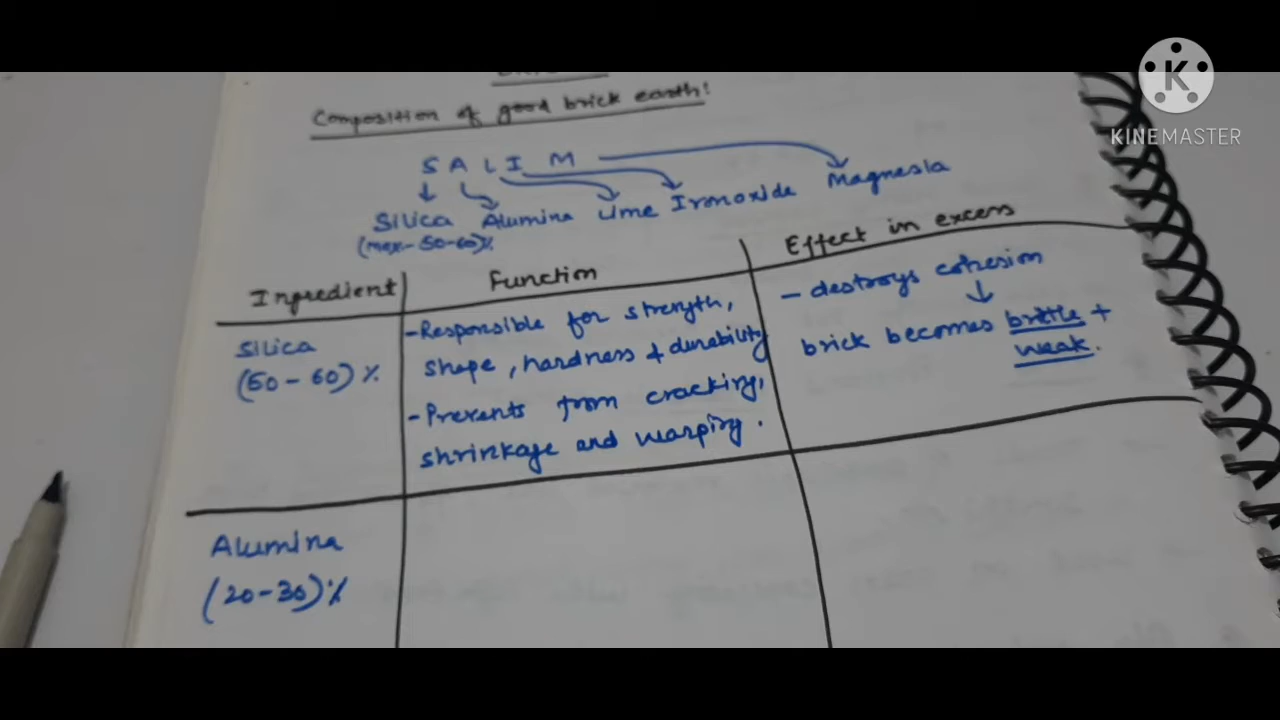 Composition of good brick earth:
S A L I M
Silica Alumina Lime Ironoxide Magnesia
(max-50-60)%
Ingredient Function Effect in excess
Silica
(50-60)%
-Responsible for strength,
shape, hardness & durability
-Prevents from cracking,
shrinkage and warping.
- destroys cohesion
brick becomes brittle +
weak.
Alumina
(20-30)%
K
KINEMASTER